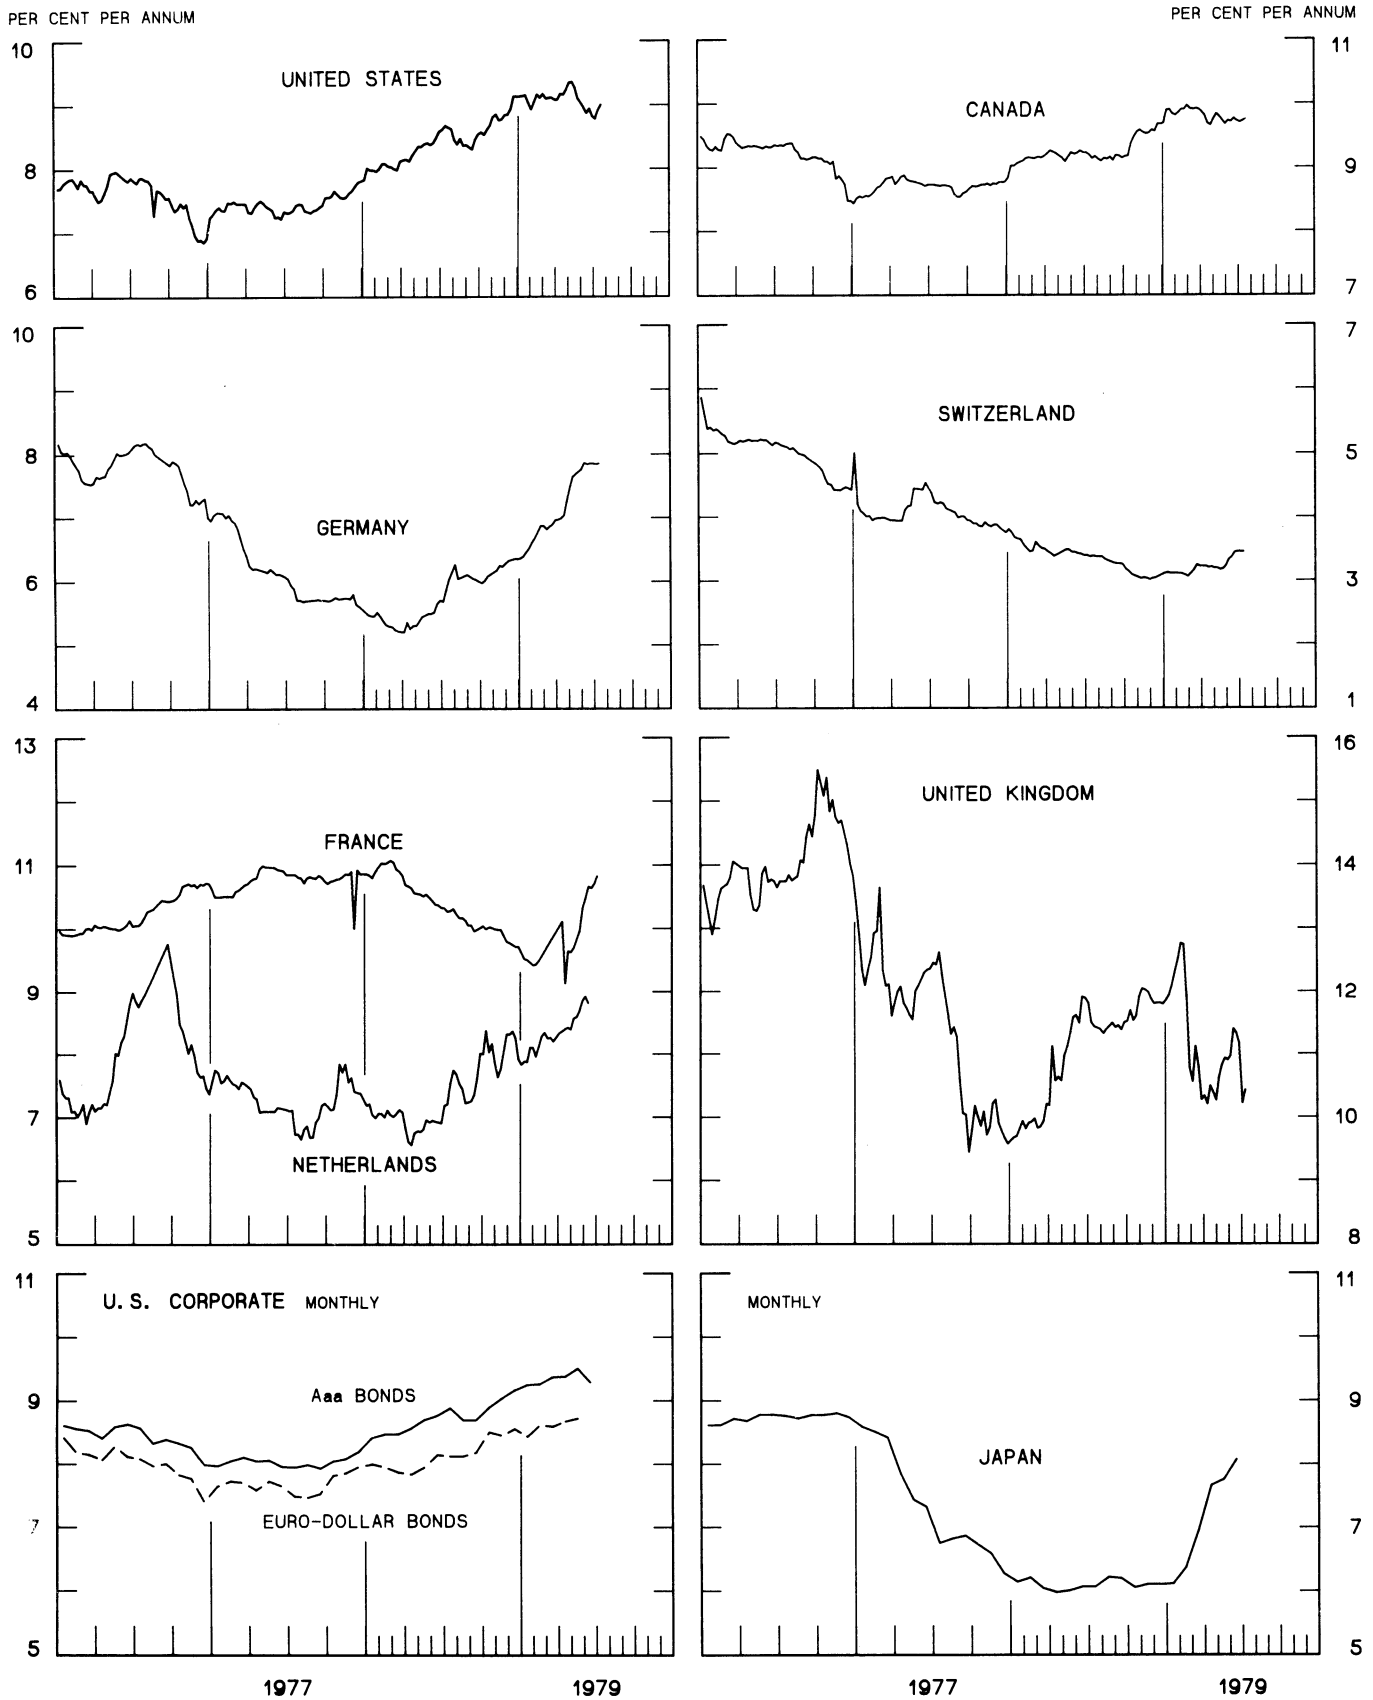 PER CENT PER ANNUM
PER CENT PER ANNUM
10
UNITED STATES
8
6
CANADA
11
9
7
10
8
GERMANY
6
4
7
SWITZERLAND
5
3
1
13
FRANCE
11
9
7
NETHERLANDS
5
16
UNITED KINGDOM
14
12
10
8
11
U.S. CORPORATE MONTHLY
Aaa BONDS
9
EURO-DOLLAR BONDS
7
5
1977
1979
MONTHLY
11
9
JAPAN
7
5
1977
1979